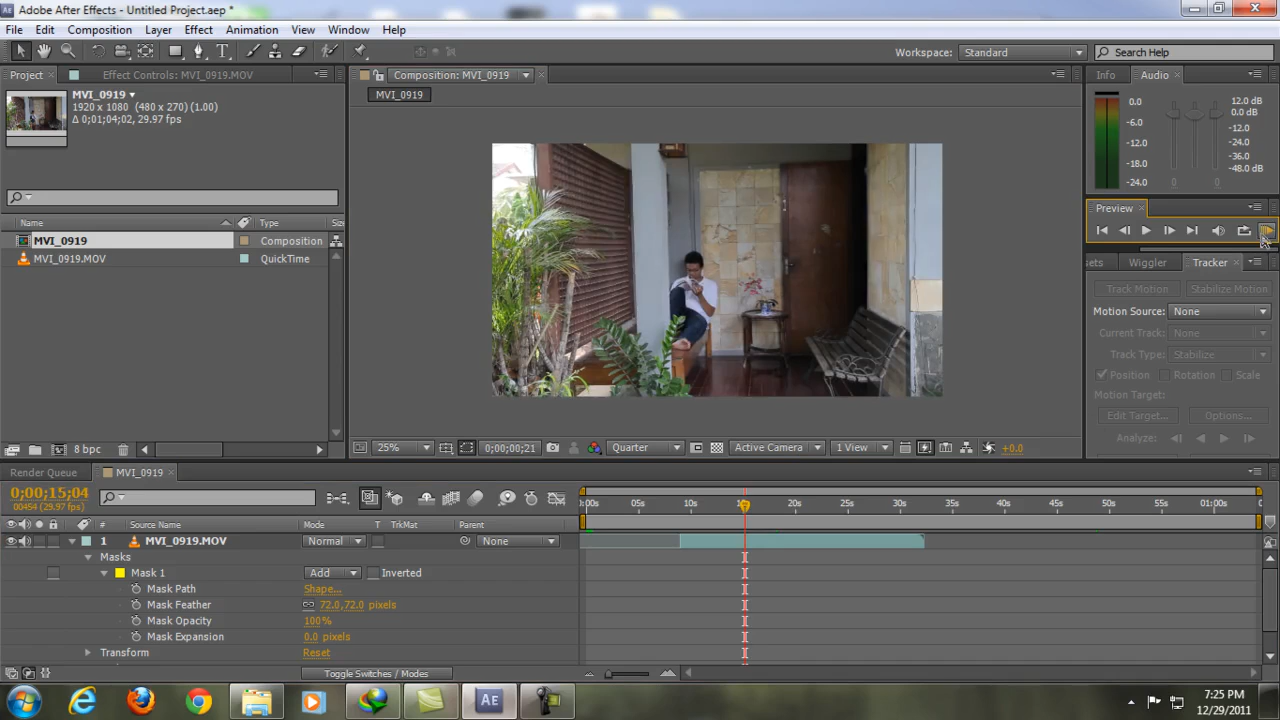 Adobe After Effects - Untitled Project.aep *
File Edit Composition Layer Effect Animation View Window Help
Workspace: Standard Search Help
Project Effect Controls: MVI_0919.MOV
Composition: MVI_0919
Info Audio
MVI_0919
1920 x 1080 (480 x 270) (1.00)
Δ 0;01;04;02, 29.97 fps
MVI_0919
0.0
-6.0
-12.0
-18.0
-24.0
12.0 dB
0.0 dB
-12.0
-24.0
-36.0
-48.0 dB
0 0
Preview
Name Type Size
MVI_0919 Composition
MVI_0919.MOV QuickTime
sets Wiggler Tracker
Track Motion Stabilize Motion
Motion Source: None
Current Track: None
Track Type: Stabilize
Position Rotation Scale
Motion Target:
Edit Target... Options...
Analyze:
8 bpc
25% 0;00;00;21 Quarter Active Camera 1 View +0.0
Render Queue MVI_0919
0;00;15;04
00454 (29.97 fps)
:00s 05s 10s 20s 25s 30s 35s 40s 45s 50s 55s 01:00s
# Source Name Mode T TrkMat Parent
1 MVI_0919.MOV Normal None
Masks
Mask 1 Add Inverted
Mask Path Shape...
Mask Feather 72.0,72.0 pixels
Mask Opacity 100%
Mask Expansion 0.0 pixels
Transform Reset
Toggle Switches / Modes
Ae
7:25 PM
12/29/2011